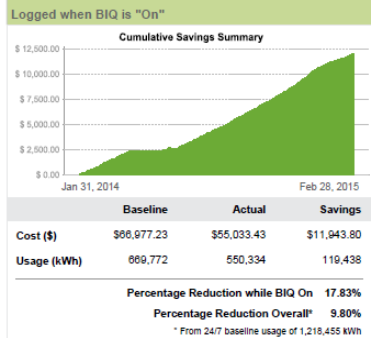 Logged when BIQ is "On"
Cumulative Savings Summary
$ 12,500.00
$ 10,000.00
$ 7,500.00
$ 5,000.00
$ 2,500.00
$ 0.00
Jan 31, 2014 Feb 28, 2015
Baseline Actual Savings
Cost ($) $66,977.23 $55,033.43 $11,943.80
Usage (kWh) 669,772 550,334 119,438
Percentage Reduction while BIQ On 17.83%
Percentage Reduction Overall* 9.80%
* From 24/7 baseline usage of 1,218,455 kWh